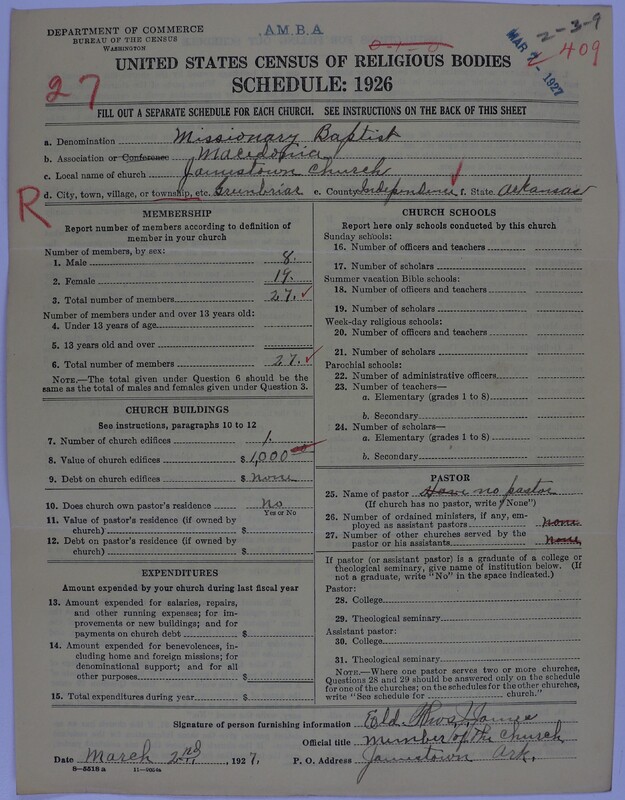 DEPARTMENT OF COMMERCE
BUREAU OF THE CENSUS
WASHINGTON
A.M.B.A
MAR 7 - 1927
2-3-9
409
27
UNITED STATES CENSUS OF RELIGIOUS BODIES
SCHEDULE: 1926
FILL OUT A SEPARATE SCHEDULE FOR EACH CHURCH. SEE INSTRUCTIONS ON THE BACK OF THIS SHEET
a. Denomination Missionary Baptist
b. Association or Conference Macedonia
c. Local name of church Jamestown Church
d. City, town, village, or township, etc. Greenbriar e. County Independence f. State Arkansas
R
MEMBERSHIP
Report number of members according to definition of
member in your church
Number of members, by sex:
1. Male 8.
2. Female 19.
3. Total number of members 27.
Number of members under and over 13 years old:
4. Under 13 years of age
5. 13 years old and over
6. Total number of members 27.
NOTE.—The total given under Question 6 should be the
same as the total of males and females given under Question 3.
CHURCH BUILDINGS
See instructions, paragraphs 10 to 12
7. Number of church edifices 1.
8. Value of church edifices $ 1,000
9. Debt on church edifices $ none
10. Does church own pastor's residence? No
Yes or No
11. Value of pastor's residence (if owned by
church) $
12. Debt on pastor's residence (if owned by
church) $
EXPENDITURES
Amount expended by your church during last fiscal year
13. Amount expended for salaries, repairs,
and other running expenses; for im-
provements or new buildings; and for
payments on church debt $
14. Amount expended for benevolences, in-
cluding home and foreign missions; for
denominational support; and for all
other purposes $
15. Total expenditures during year $
CHURCH SCHOOLS
Report here only schools conducted by this church
Sunday schools:
16. Number of officers and teachers
17. Number of scholars
Summer vacation Bible schools:
18. Number of officers and teachers
19. Number of scholars
Week-day religious schools:
20. Number of officers and teachers
21. Number of scholars
Parochial schools:
22. Number of administrative officers
23. Number of teachers—
a. Elementary (grades 1 to 8)
b. Secondary
24. Number of scholars—
a. Elementary (grades 1 to 8)
b. Secondary
PASTOR
25. Name of pastor Have no pastor
(If church has no pastor, write "None")
26. Number of ordained ministers, if any, em-
ployed as assistant pastors none
27. Number of other churches served by the
pastor or his assistants none
If pastor (or assistant pastor) is a graduate of a college or
theological seminary, give name of institution below. (If
not a graduate, write "No" in the space indicated.)
Pastor:
28. College
29. Theological seminary
Assistant pastor:
30. College
31. Theological seminary
NOTE.—Where one pastor serves two or more churches,
Questions 28 and 29 should be answered only on the schedule
for one of the churches; on the schedules for the other churches,
write "See schedule for church."
Signature of person furnishing information Eld. Thos. J. James
Official title member of the church
Date March 2nd, 1927, P. O. Address Jamestown Ark.
8—5518 a 11—9054a